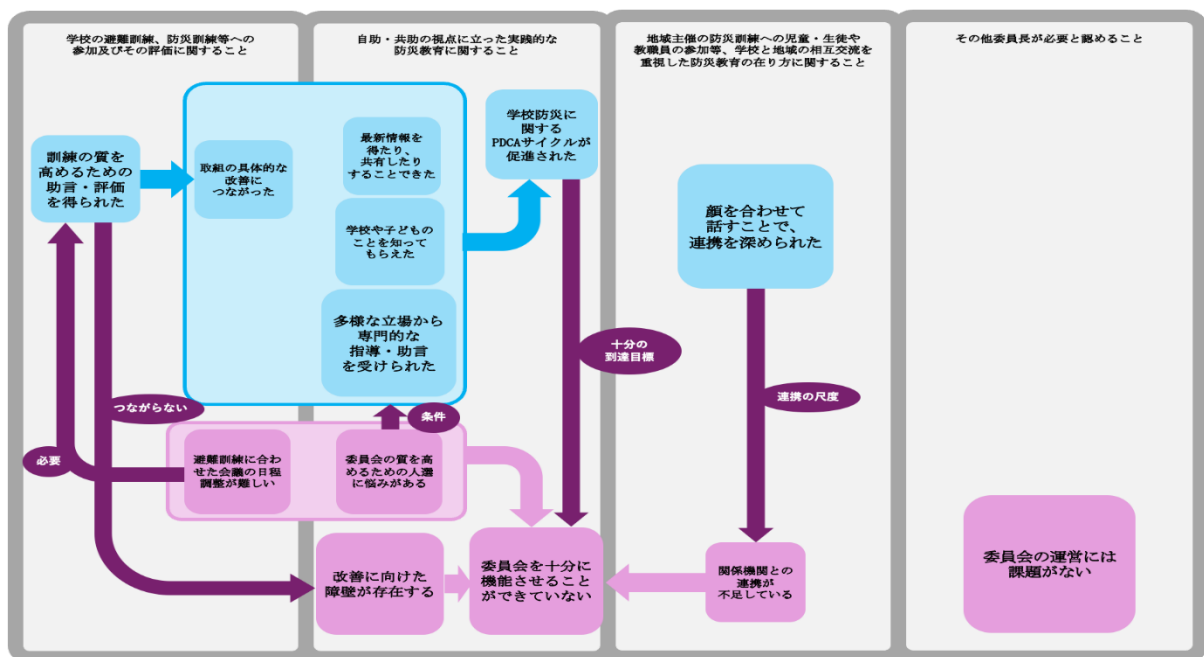 学校の避難訓練、防災訓練等への
参加及びその評価に関すること
自助・共助の視点に立った実践的な
防災教育に関すること
地域主催の防災訓練への児童・生徒や
教職員の参加等、学校と地域の相互交流を
重視した防災教育の在り方に関すること
その他委員長が必要と認めること
訓練の質を
高めるための
助言・評価
を得られた
取組の具体的な
改善に
つながった
最新情報を
得たり、
共有したり
することできた
学校や子どもの
ことを知って
もらえた
多様な立場から
専門的な
指導・助言
を受けられた
学校防災に
関する
PDCAサイクルが
促進された
顔を合わせて
話すことで、
連携を深められた
十分の
到達目標
連携の尺度
つながらない
条件
必要
避難訓練に合わ
せた会議の日程
調整が難しい
委員会の質を高
めるための人選
に悩みがある
改善に向けた
障壁が存在する
委員会を十分に
機能させること
ができていない
関係機関との
連携が
不足している
委員会の運営には
課題がない